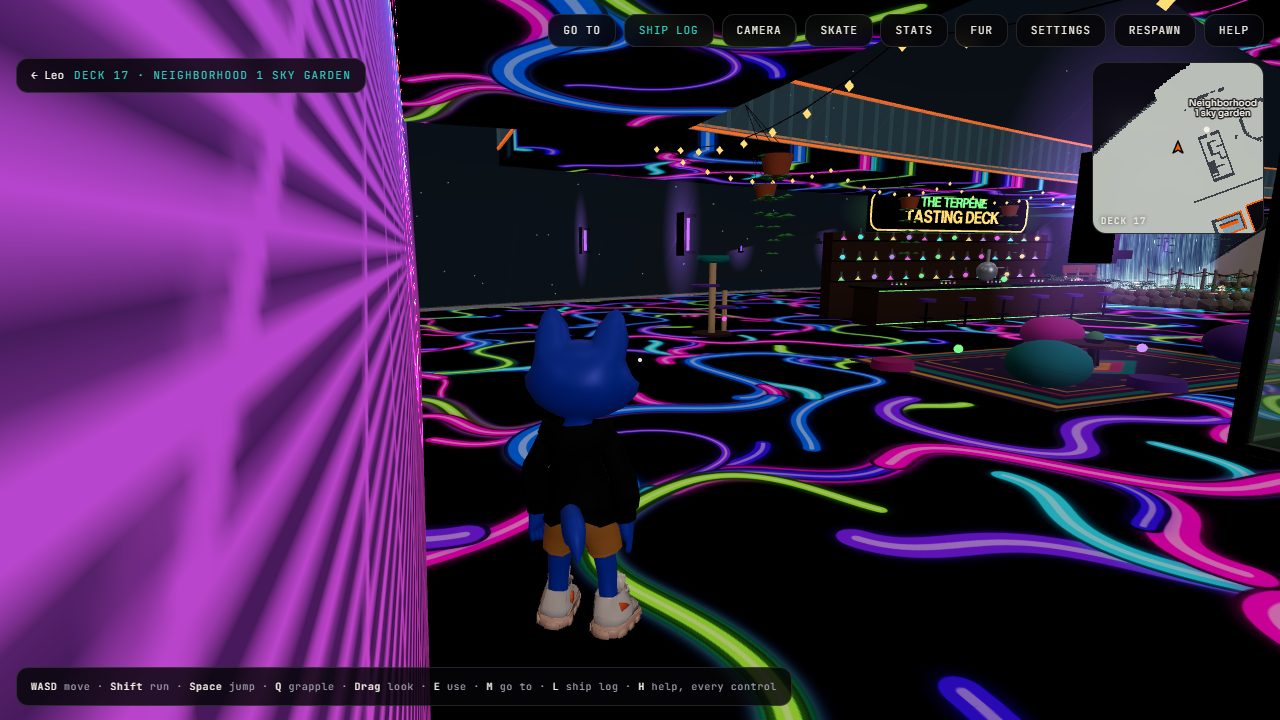 GO TO
SHIP LOG
CAMERA
SKATE
STATS
FUR
SETTINGS
RESPAWN
HELP
← Leo DECK 17 · NEIGHBORHOOD 1 SKY GARDEN
Neighborhood
1 sky garden
DECK 17
THE TERPENE
TASTING DECK
WASD move · Shift run · Space jump · Q grapple · Drag look · E use · M go to · L ship log · H help, every control